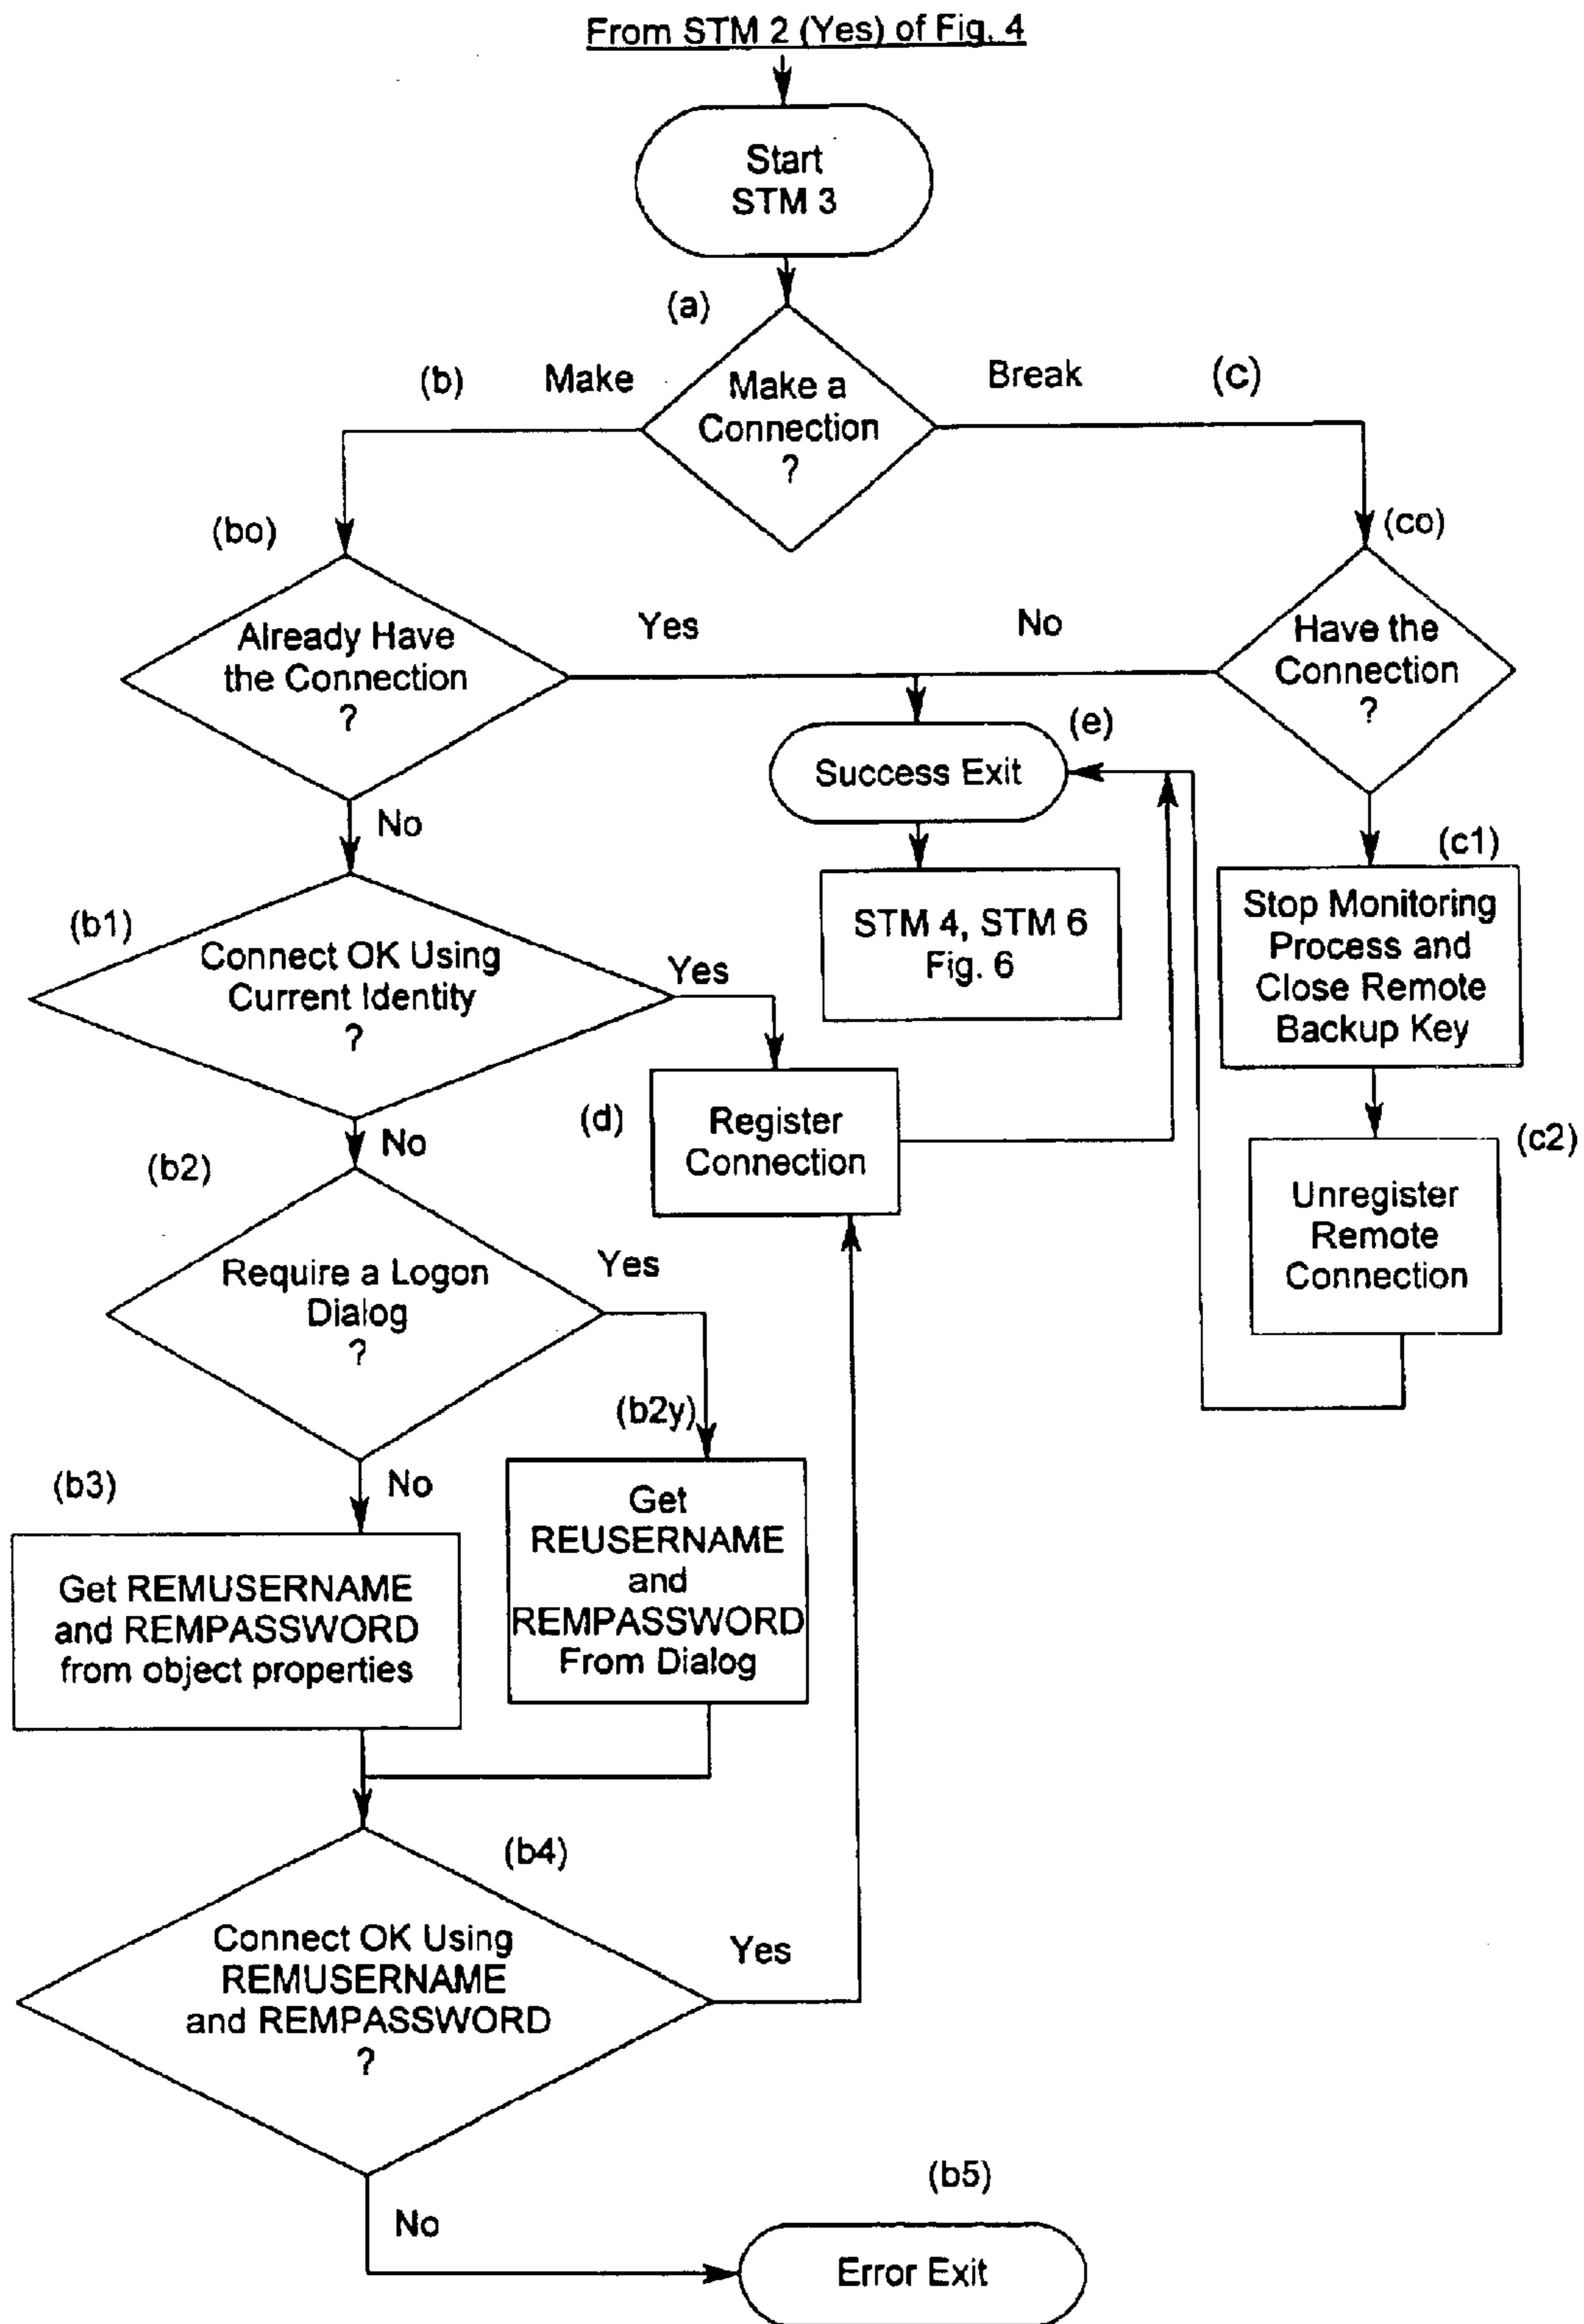 From STM 2 (Yes) of Fig. 4
Start
STM 3
(a)
(b)
Make
Make a
Connection
?
Break
(c)
(bo)
(co)
Already Have
the Connection
?
Yes
No
Have the
Connection
?
(e)
Success Exit
No
(c1)
STM 4, STM 6
Fig. 6
Stop Monitoring
Process and
Close Remote
Backup Key
(b1)
Connect OK Using
Current Identity
?
Yes
(d)
Register
Connection
No
(c2)
Unregister
Remote
Connection
(b2)
Require a Logon
Dialog
?
Yes
(b2y)
(b3)
No
Get
REUSERNAME
and
REMPASSWORD
From Dialog
Get REMUSERNAME
and REMPASSWORD
from object properties
(b4)
Connect OK Using
REMUSERNAME
and REMPASSWORD
?
Yes
No
(b5)
Error Exit